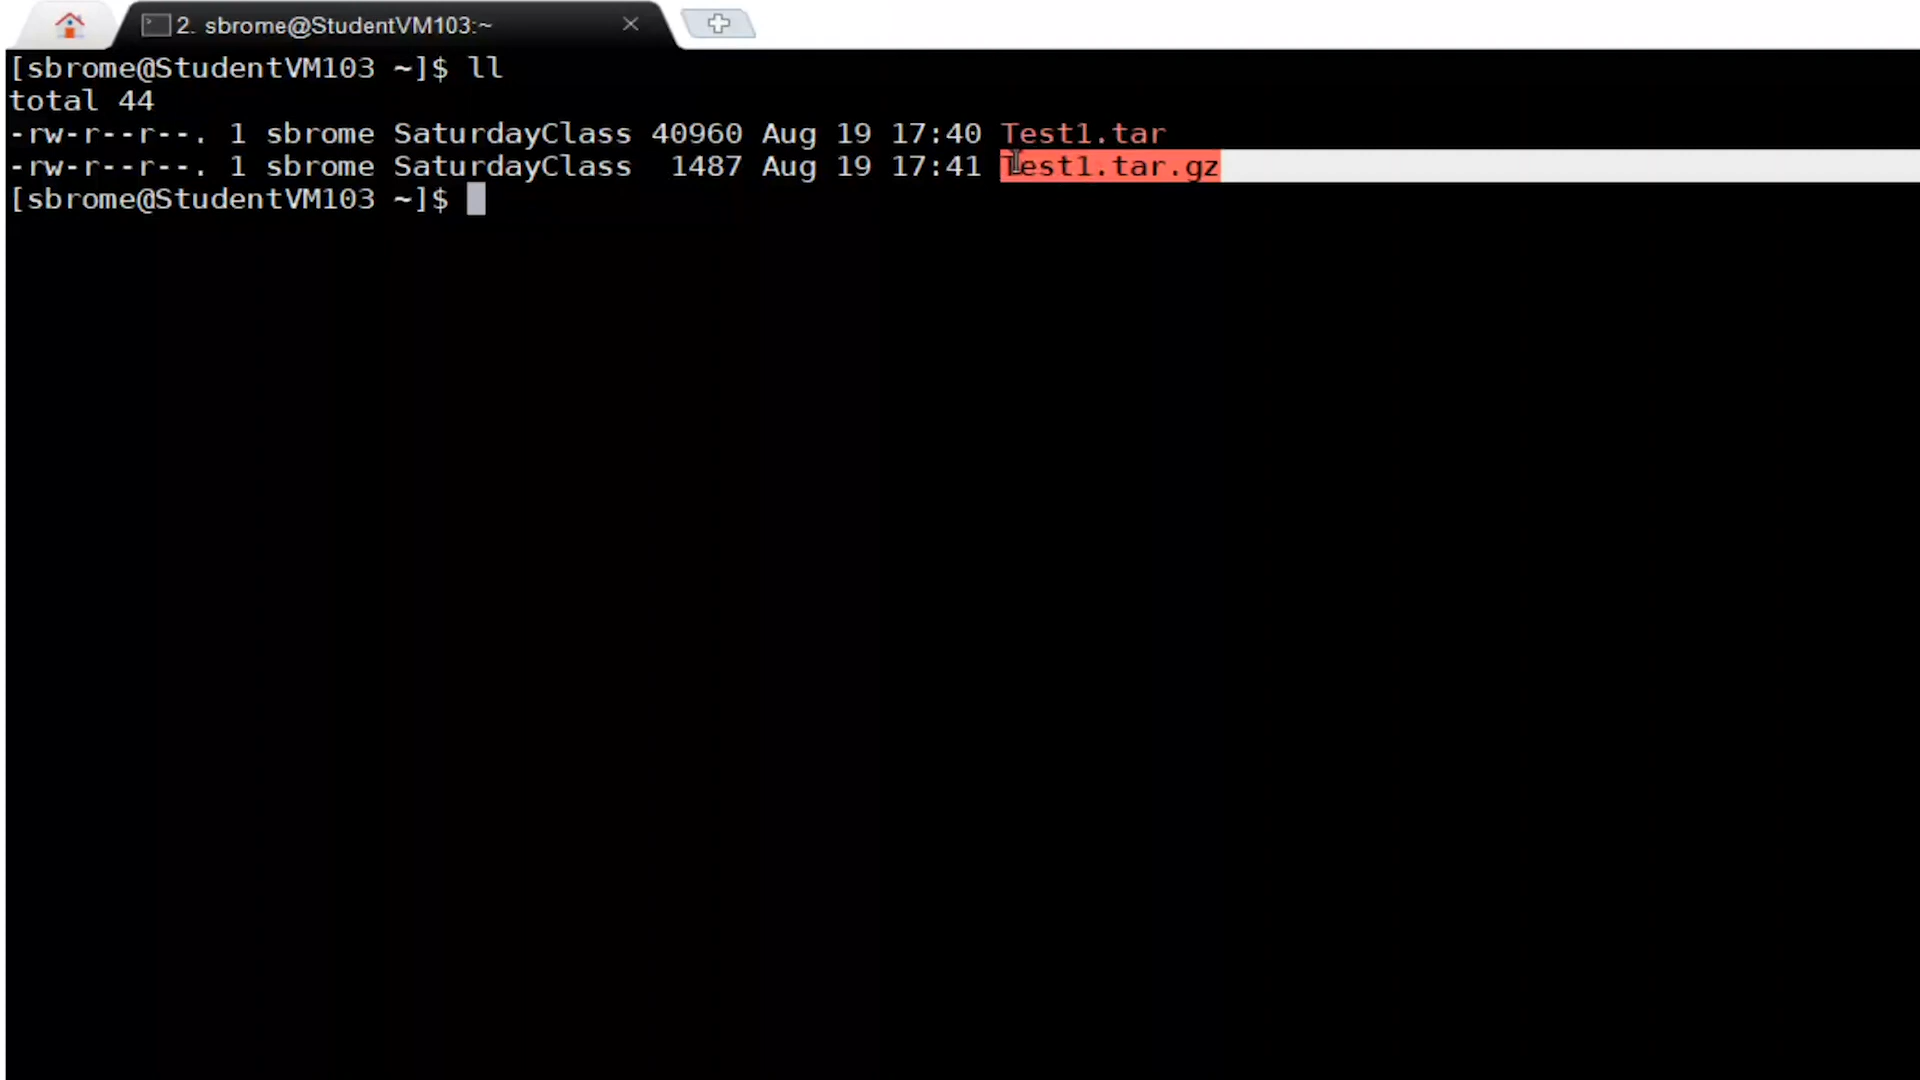 2. sbrome@StudentVM103:~
[sbrome@StudentVM103 ~]$ ll
total 44
-rw-r--r--. 1 sbrome SaturdayClass 40960 Aug 19 17:40 Test1.tar
-rw-r--r--. 1 sbrome SaturdayClass  1487 Aug 19 17:41 Test1.tar.gz
[sbrome@StudentVM103 ~]$